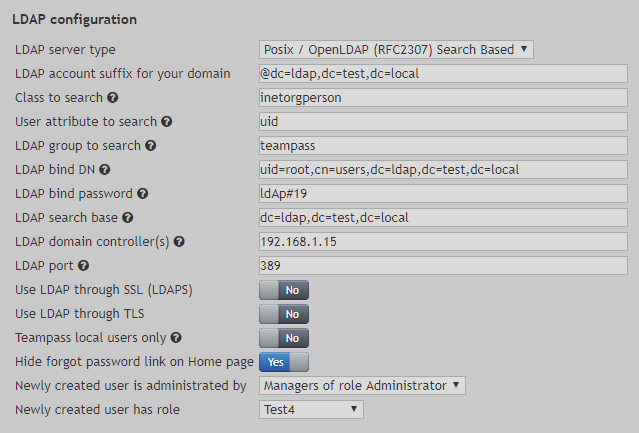 LDAP configuration
LDAP server type Posix / OpenLDAP (RFC2307) Search Based
LDAP account suffix for your domain @dc=ldap,dc=test,dc=local
Class to search ? inetorgperson
User attribute to search ? uid
LDAP group to search ? teampass
LDAP bind DN ? uid=root,cn=users,dc=ldap,dc=test,dc=local
LDAP bind password ? ldAp#19
LDAP search base ? dc=ldap,dc=test,dc=local
LDAP domain controller(s) ? 192.168.1.15
LDAP port ? 389
Use LDAP through SSL (LDAPS) No
Use LDAP through TLS No
Teampass local users only ? No
Hide forgot password link on Home page Yes
Newly created user is administrated by Managers of role Administrator
Newly created user has role Test4